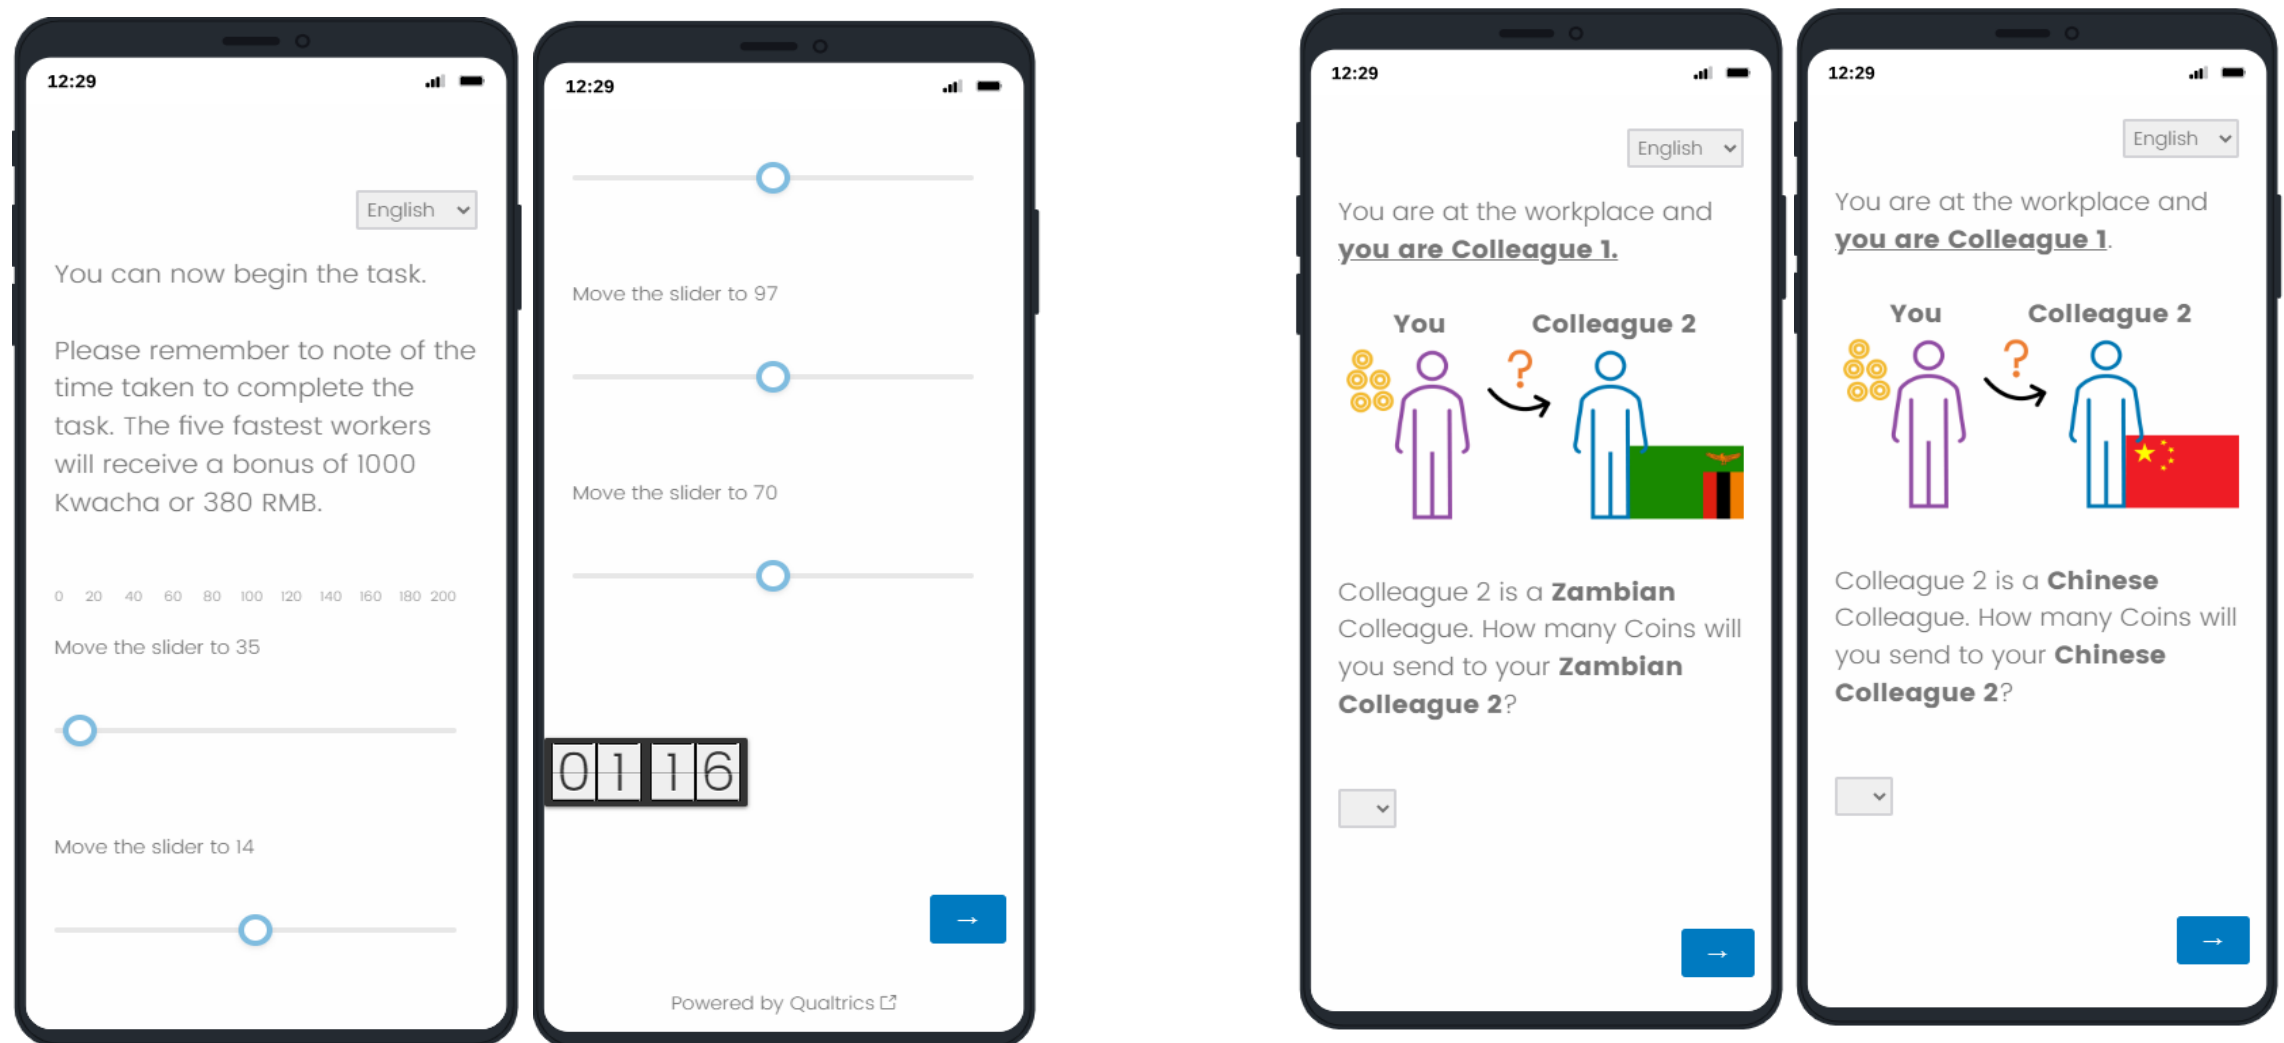 12:29
English
You can now begin the task.
Please remember to note of the
time taken to complete the
task. The five fastest workers
will receive a bonus of 1000
Kwacha or 380 RMB.
0 20 40 60 80 100 120 140 160 180 200
Move the slider to 35
Move the slider to 14
12:29
Move the slider to 97
Move the slider to 70
01 16
→
Powered by Qualtrics
12:29
English
You are at the workplace and
you are Colleague 1.
You Colleague 2
?
Colleague 2 is a Zambian
Colleague. How many Coins will
you send to your Zambian
Colleague 2?
→
12:29
English
You are at the workplace and
you are Colleague 1.
You Colleague 2
?
Colleague 2 is a Chinese
Colleague. How many Coins will
you send to your Chinese
Colleague 2?
→